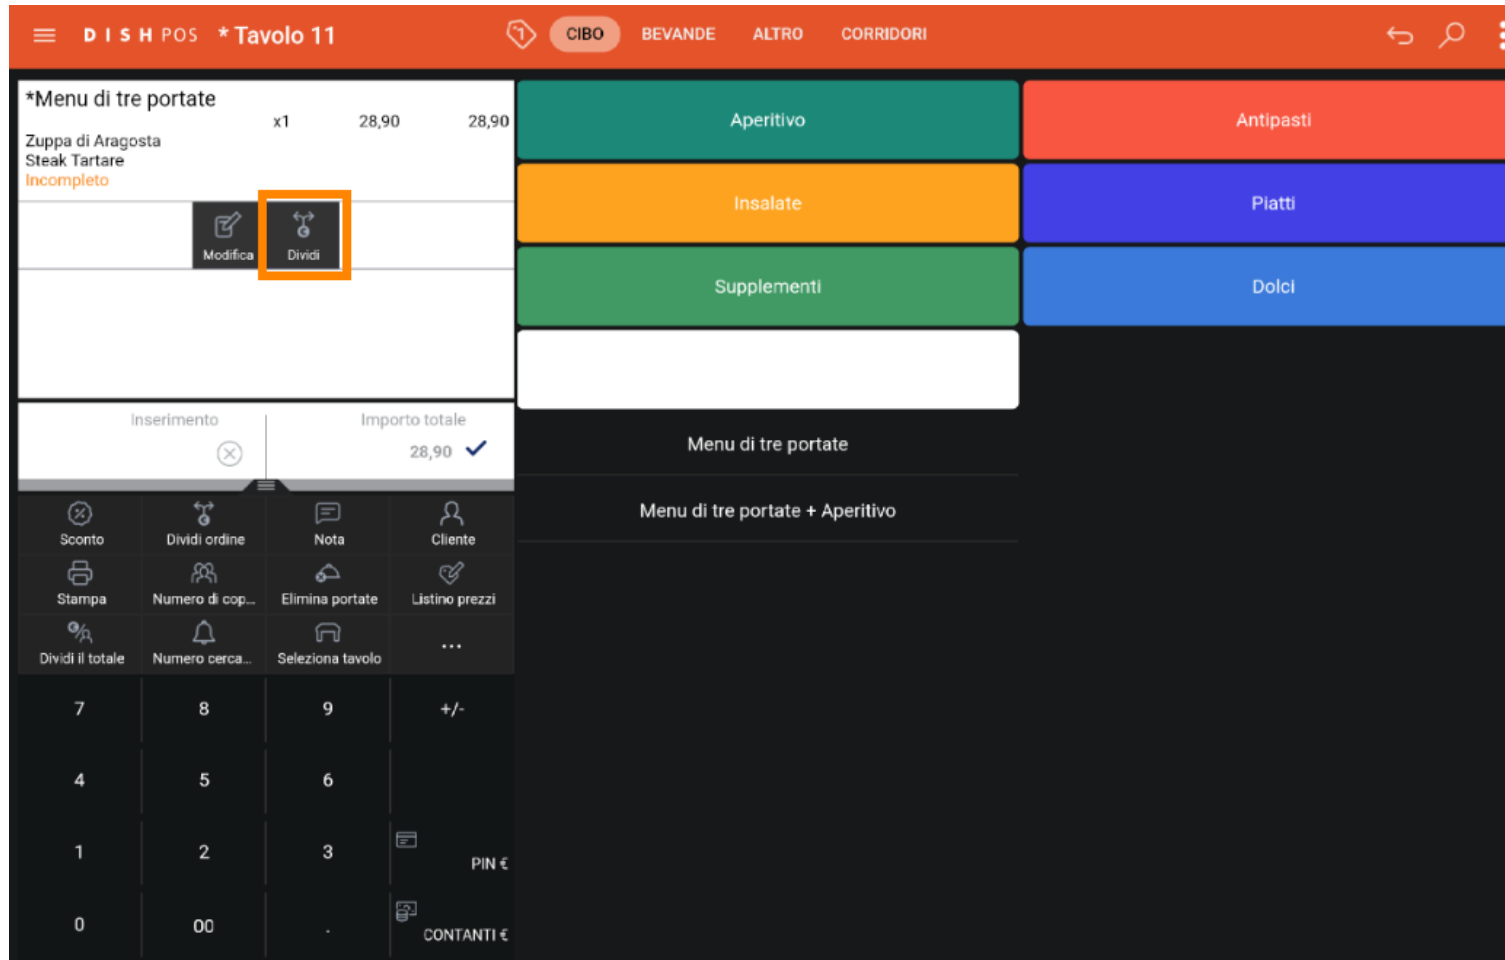 DISH POS * Tavolo 11
1 CIBO BEVANDE ALTRO CORRIDORI
*Menu di tre portate
x1 28,90 28,90
Zuppa di Aragosta
Steak Tartare
Incompleto
Modifica Dividi
Inserimento Importo totale
28,90
Sconto Dividi ordine Nota Cliente
Stampa Numero di cop... Elimina portate Listino prezzi
Dividi il totale Numero cerca... Seleziona tavolo ...
7 8 9 +/-
4 5 6
1 2 3 PIN €
0 00 . CONTANTI €
Aperitivo Antipasti
Insalate Piatti
Supplementi Dolci
Menu di tre portate
Menu di tre portate + Aperitivo